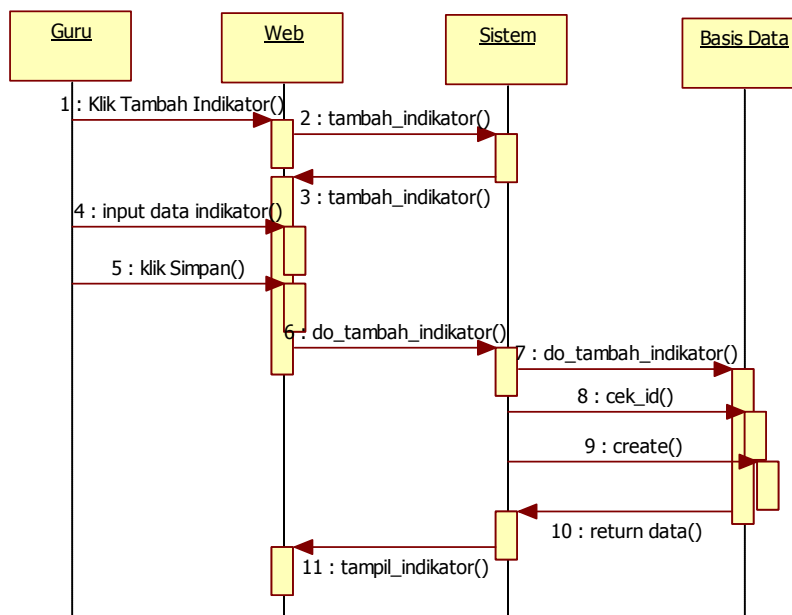 Guru
Web
Sistem
Basis Data
1 : Klik Tambah Indikator()
2 : tambah_indikator()
3 : tambah_indikator()
4 : input data indikator()
5 : klik Simpan()
6 : do_tambah_indikator()
7 : do_tambah_indikator()
8 : cek_id()
9 : create()
10 : return data()
11 : tampil_indikator()